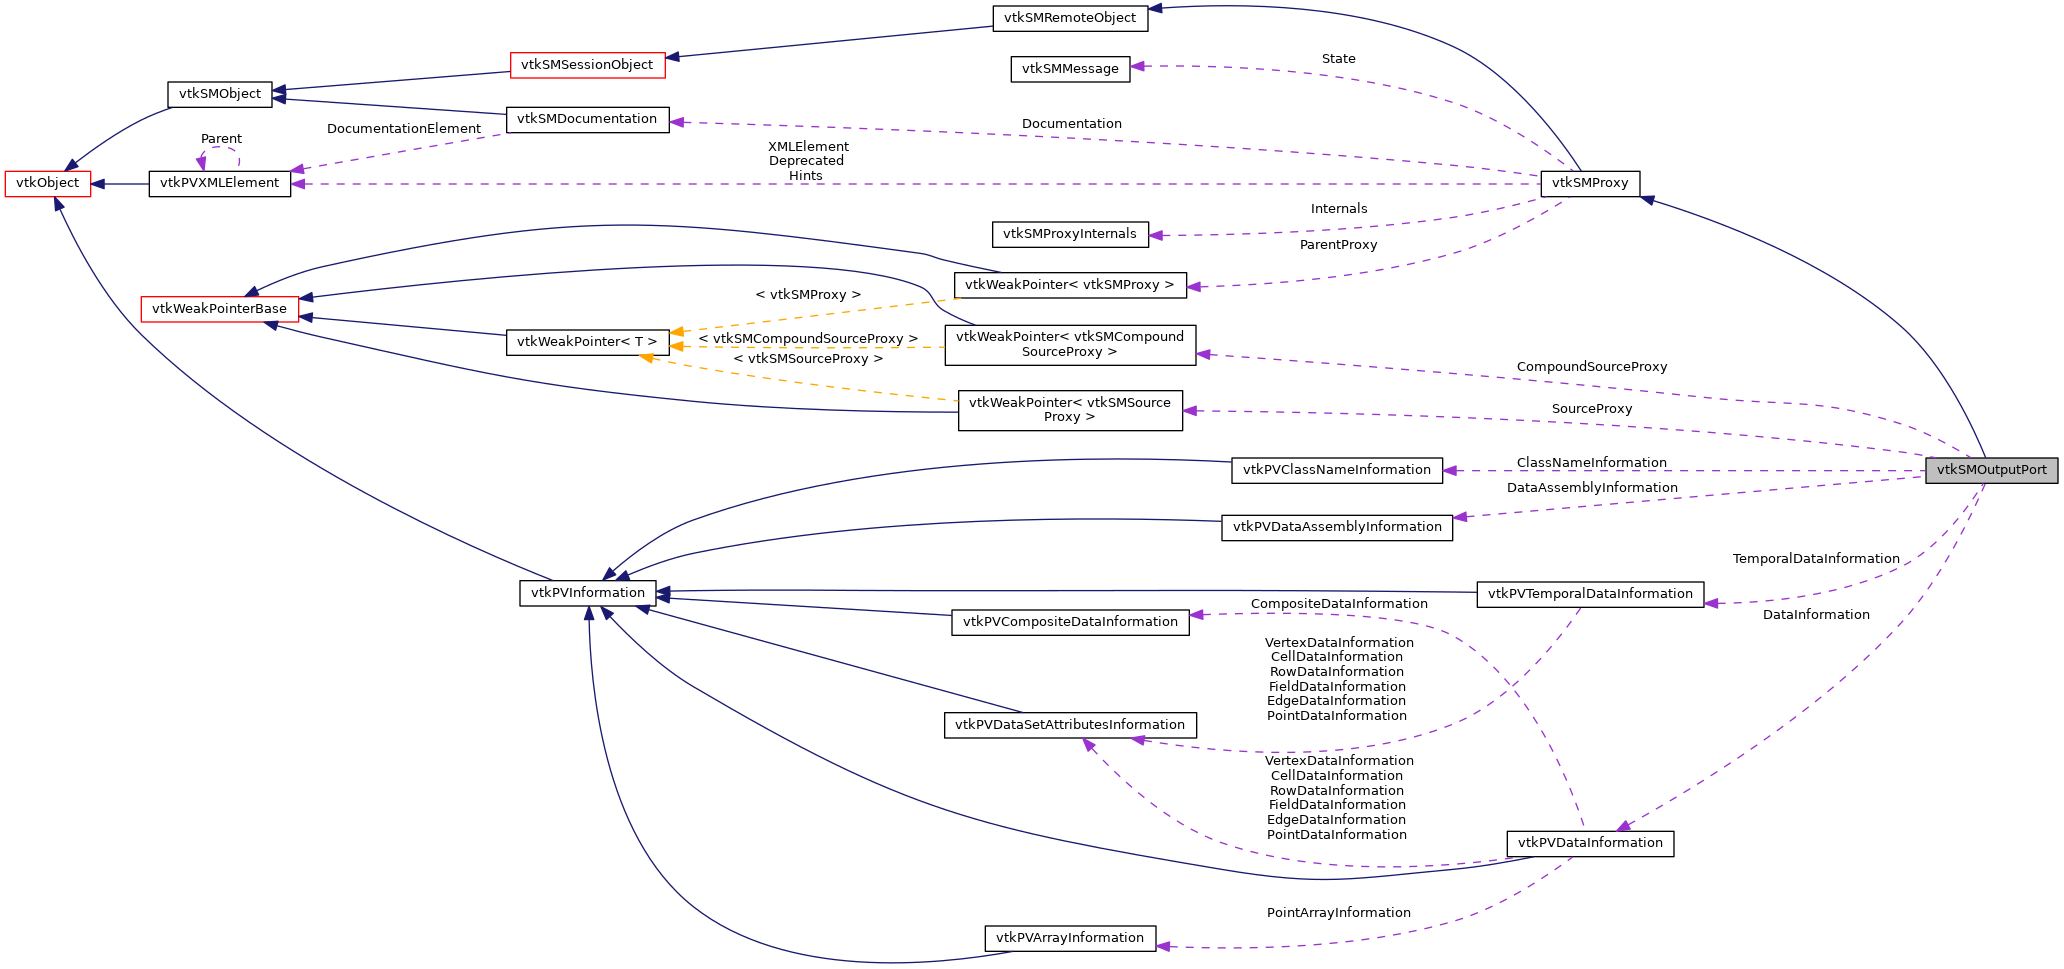 vtkSMRemoteObject
State
vtkSMSessionObject
vtkSMMessage
vtkSMObject
vtkSMDocumentation
Documentation
DocumentationElement
Parent
XMLElement
Deprecated
Hints
vtkObject
vtkPVXMLElement
vtkSMProxy
Internals
vtkSMProxyInternals
ParentProxy
vtkWeakPointer< vtkSMProxy >
< vtkSMProxy >
vtkWeakPointerBase
vtkWeakPointer< T >
< vtkSMCompoundSourceProxy >
vtkWeakPointer< vtkSMCompound
SourceProxy >
< vtkSMSourceProxy >
CompoundSourceProxy
vtkWeakPointer< vtkSMSource
Proxy >
SourceProxy
ClassNameInformation
vtkPVClassNameInformation
vtkSMOutputPort
DataAssemblyInformation
vtkPVDataAssemblyInformation
TemporalDataInformation
vtkPVInformation
vtkPVTemporalDataInformation
CompositeDataInformation
vtkPVCompositeDataInformation
DataInformation
VertexDataInformation
CellDataInformation
RowDataInformation
FieldDataInformation
EdgeDataInformation
PointDataInformation
vtkPVDataSetAttributesInformation
VertexDataInformation
CellDataInformation
RowDataInformation
FieldDataInformation
EdgeDataInformation
PointDataInformation
vtkPVDataInformation
PointArrayInformation
vtkPVArrayInformation